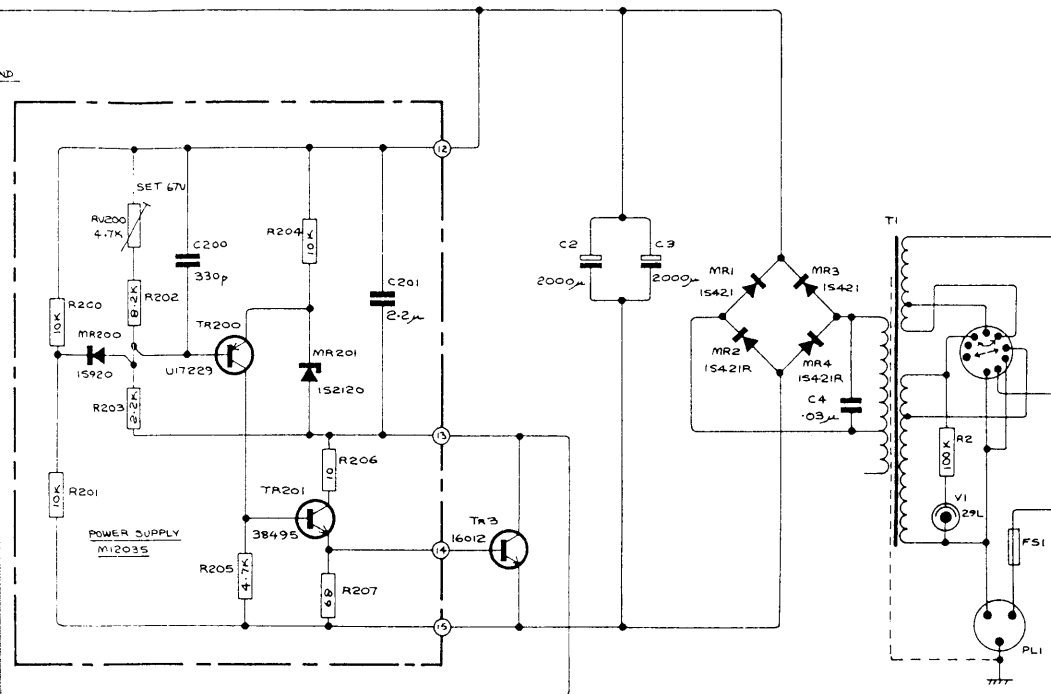 12
SET 67V
RV200
4.7K
C200
330p
R204
10K
C201
2.2µ
R200
10K
R202
8.2K
MR200
1S920
TR200
U17229
MR201
1S2120
R203
2.2K
13
R206
10
R201
10K
TR201
38495
POWER SUPPLY
M12035
14
TR3
16012
R205
4.7K
R207
68
15
C2
2000µ
C3
2000µ
MR1
1S421
MR3
1S421
MR2
1S421R
MR4
1S421R
C4
.03µ
T1
R2
100K
V1
29L
FS1
PL1